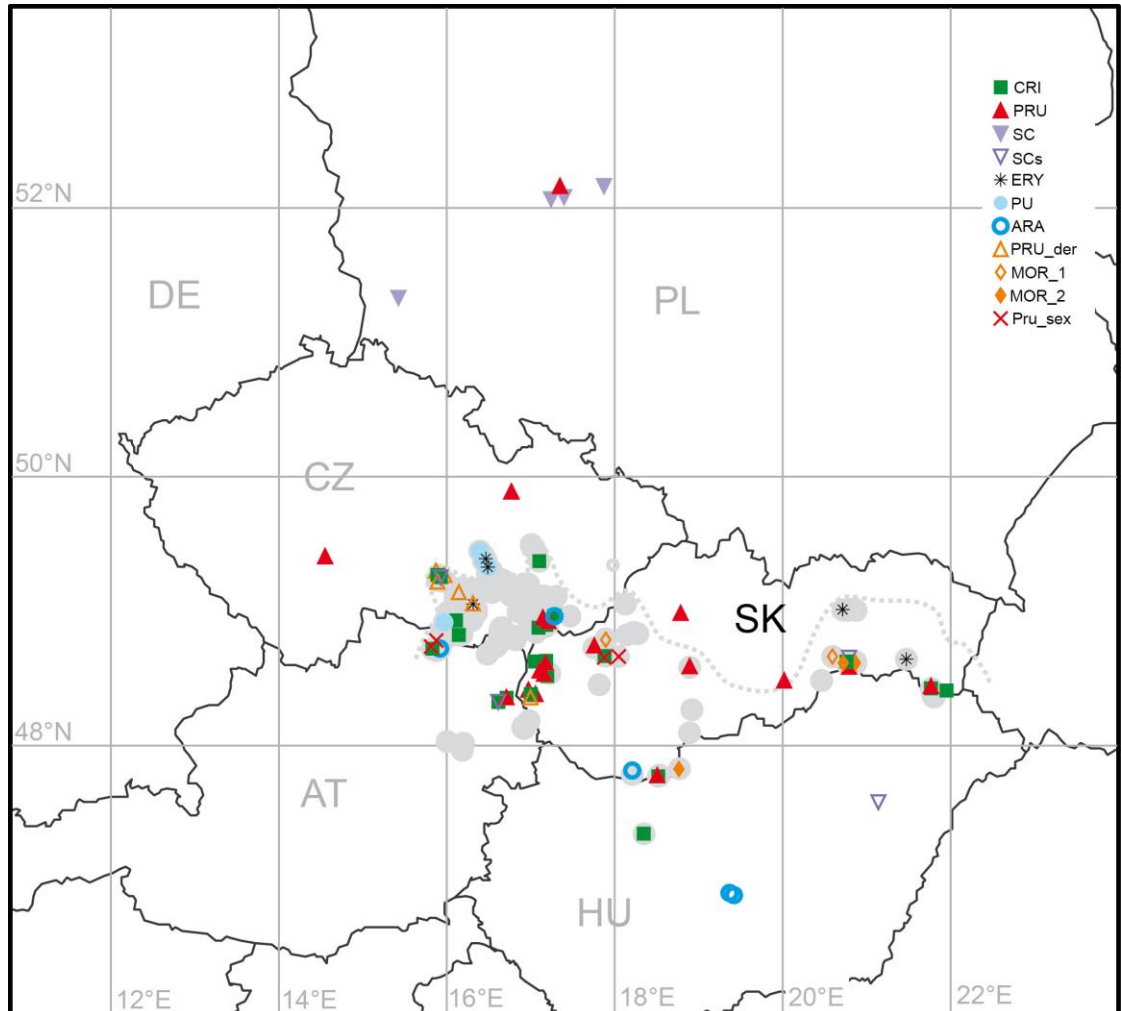 CRI
PRU
SC
SCs
ERY
PU
ARA
PRU_der
MOR_1
MOR_2
Pru_sex
52°N
DE
PL
50°N
CZ
SK
48°N
AT
HU
12°E 14°E 16°E 18°E 20°E 22°E